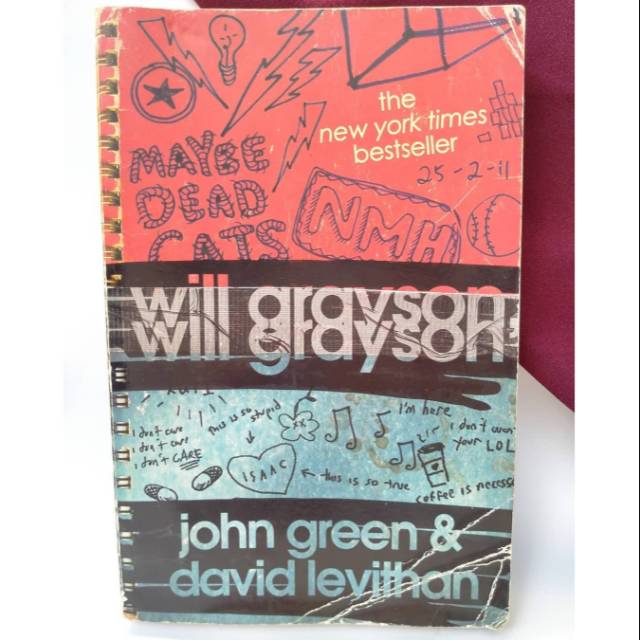 the
new york times
bestseller
25-2-11
MAYBE
DEAD
CATS
NMH
will grayson,
will grayson
this is so stupid
i don't care
i don't care
i don't CARE
ISAAC
this is so true
I'm here
i don't
your LOL
coffee is
john green &
david levithan